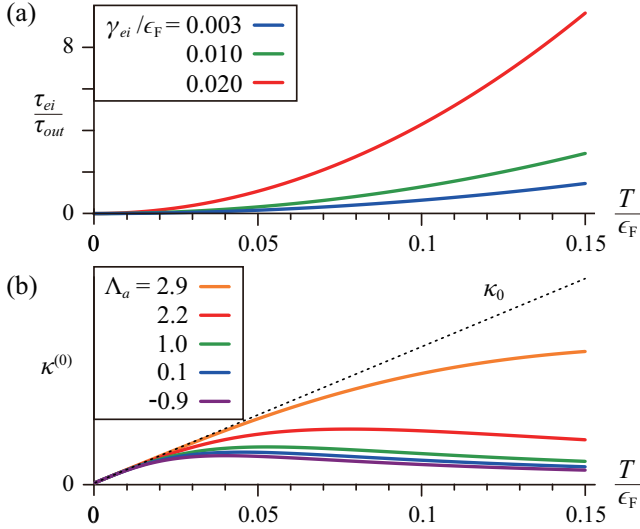 (a)
γ_ei / ϵ_F = 0.003
0.010
0.020
8
τ_ei
τ_out
0
0 0.05 0.1 0.15
T
ϵ_F
(b)
Λ_a = 2.9
2.2
1.0
0.1
-0.9
κ_0
κ^(0)
0
0 0.05 0.1 0.15
T
ϵ_F